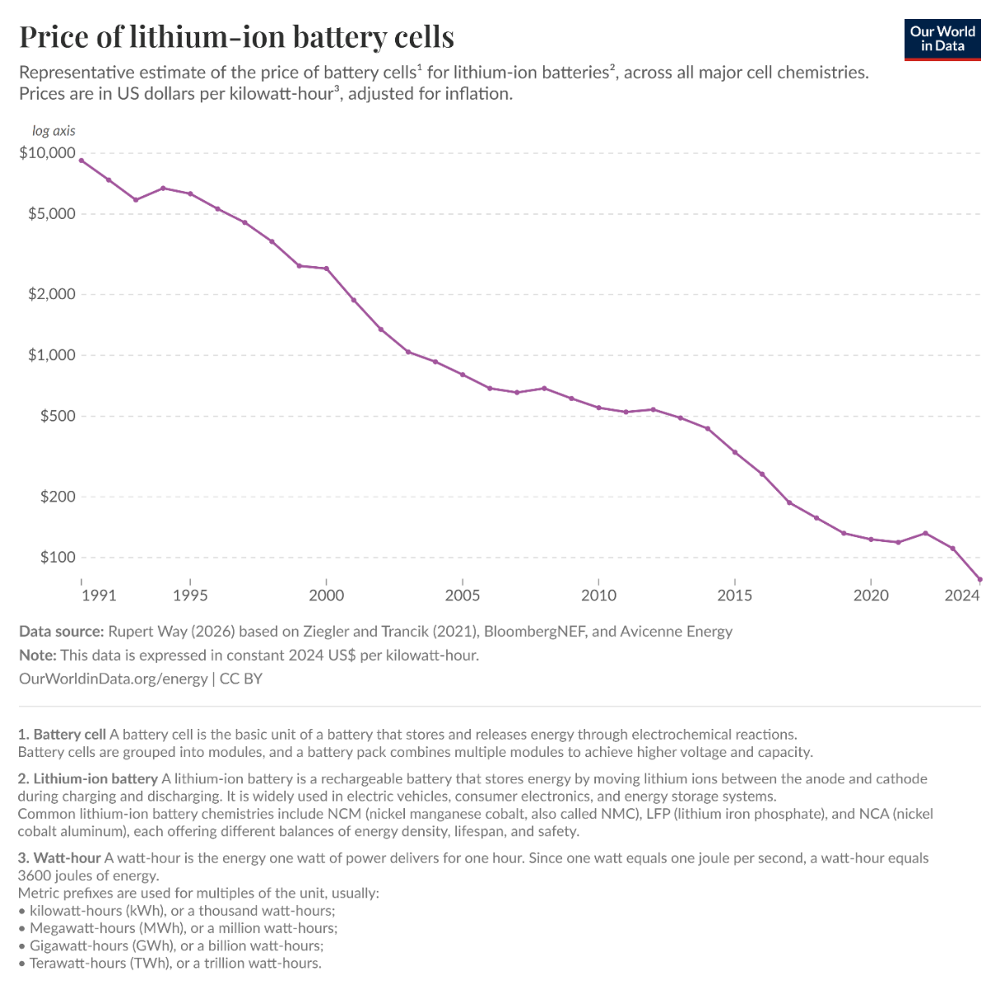 Price of lithium-ion battery cells
Our World
in Data
Representative estimate of the price of battery cells¹ for lithium-ion batteries², across all major cell chemistries.
Prices are in US dollars per kilowatt-hour³, adjusted for inflation.
log axis
$10,000
$5,000
$2,000
$1,000
$500
$200
$100
1991 1995 2000 2005 2010 2015 2020 2024
Data source: Rupert Way (2026) based on Ziegler and Trancik (2021), BloombergNEF, and Avicenne Energy
Note: This data is expressed in constant 2024 US$ per kilowatt-hour.
OurWorldinData.org/energy | CC BY
1. Battery cell A battery cell is the basic unit of a battery that stores and releases energy through electrochemical reactions.
Battery cells are grouped into modules, and a battery pack combines multiple modules to achieve higher voltage and capacity.
2. Lithium-ion battery A lithium-ion battery is a rechargeable battery that stores energy by moving lithium ions between the anode and cathode
during charging and discharging. It is widely used in electric vehicles, consumer electronics, and energy storage systems.
Common lithium-ion battery chemistries include NCM (nickel manganese cobalt, also called NMC), LFP (lithium iron phosphate), and NCA (nickel
cobalt aluminum), each offering different balances of energy density, lifespan, and safety.
3. Watt-hour A watt-hour is the energy one watt of power delivers for one hour. Since one watt equals one joule per second, a watt-hour equals
3600 joules of energy.
Metric prefixes are used for multiples of the unit, usually:
• kilowatt-hours (kWh), or a thousand watt-hours;
• Megawatt-hours (MWh), or a million watt-hours;
• Gigawatt-hours (GWh), or a billion watt-hours;
• Terawatt-hours (TWh), or a trillion watt-hours.